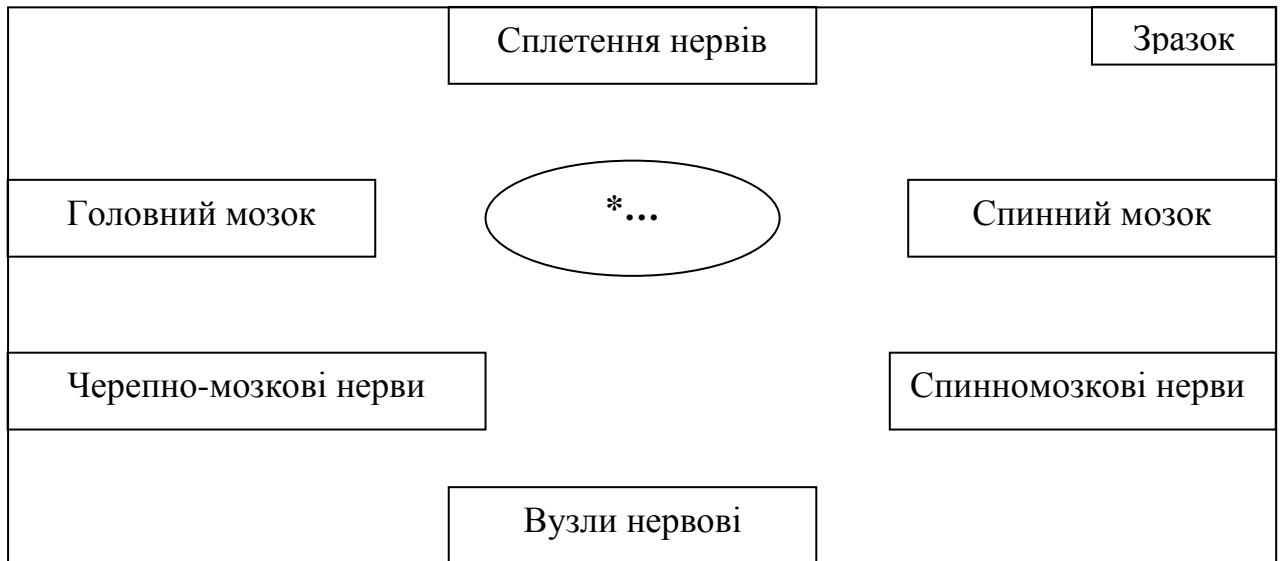 Сплетення нервів
Зразок
Головний мозок
*...
Спинний мозок
Черепно-мозкові нерви
Спинномозкові нерви
Вузли нервові